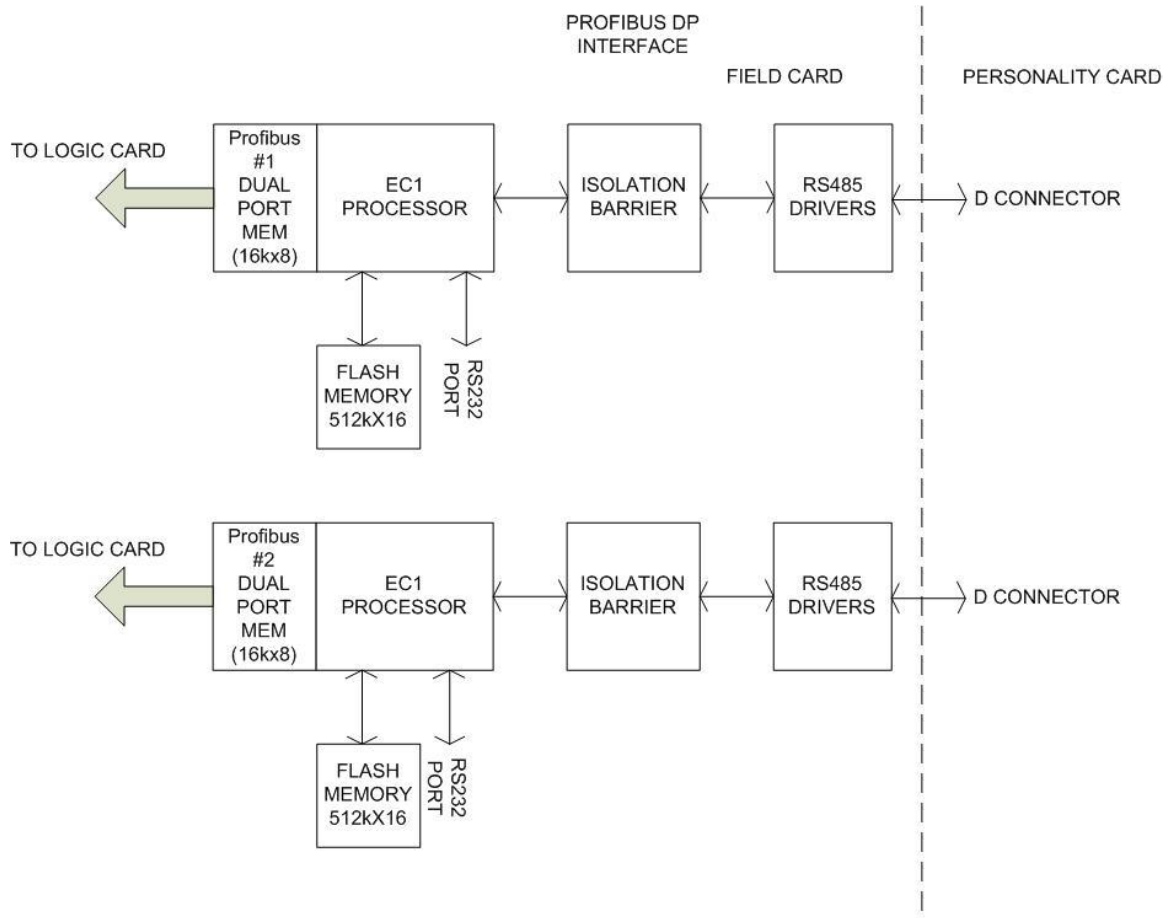 PROFIBUS DP
INTERFACE
FIELD CARD
PERSONALITY CARD
TO LOGIC CARD
Profibus
#1
DUAL
PORT
MEM
(16kx8)
EC1
PROCESSOR
ISOLATION
BARRIER
RS485
DRIVERS
D CONNECTOR
FLASH
MEMORY
512kX16
RS232
PORT
TO LOGIC CARD
Profibus
#2
DUAL
PORT
MEM
(16kx8)
EC1
PROCESSOR
ISOLATION
BARRIER
RS485
DRIVERS
D CONNECTOR
FLASH
MEMORY
512kX16
RS232
PORT